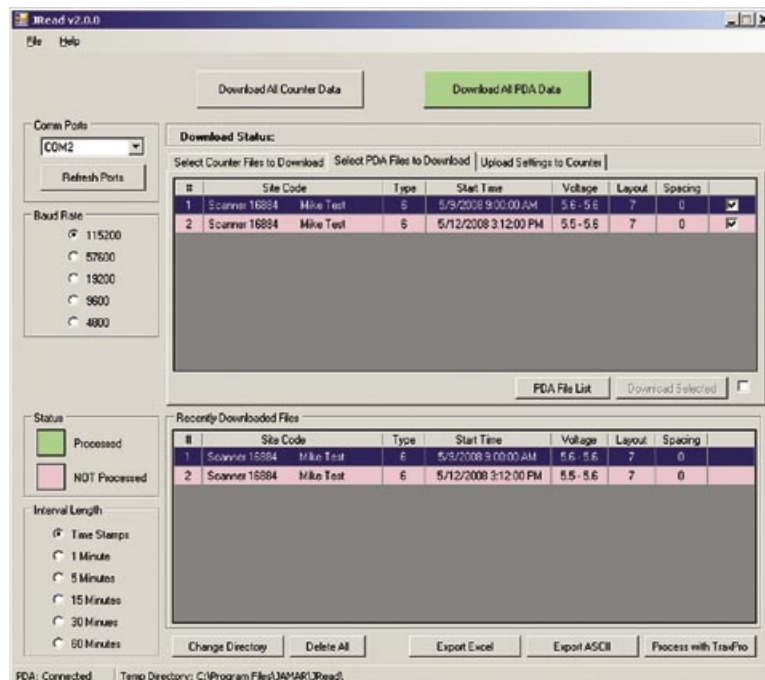 JRead v2.0.0
File Help
Download All Counter Data
Download All PDA Data
Comm Ports
COM2
Refresh Ports
Baud Rate
115200
57600
19200
9600
4800
Download Status:
Select Counter Files to Download Select PDA Files to Download Upload Settings to Counter
# Site Code Type Start Time Voltage Layout Spacing
1 Scanner 16884 Mike Test 6 5/9/2008 9:00:00 AM 5.6 - 5.6 7 0
2 Scanner 16884 Mike Test 6 5/12/2008 3:12:00 PM 5.5 - 5.6 7 0
PDA File List Download Selected
Status
Processed
NOT Processed
Interval Length
Time Stamps
1 Minute
5 Minutes
15 Minutes
30 Minues
60 Minutes
Recently Downloaded Files
# Site Code Type Start Time Voltage Layout Spacing
1 Scanner 16884 Mike Test 6 5/9/2008 9:00:00 AM 5.6 - 5.6 7 0
2 Scanner 16884 Mike Test 6 5/12/2008 3:12:00 PM 5.5 - 5.6 7 0
Change Directory Delete All Export Excel Export ASCII Process with TraxPro
PDA: Connected Temp Directory: C:\Program Files\JAMAR\JRead\